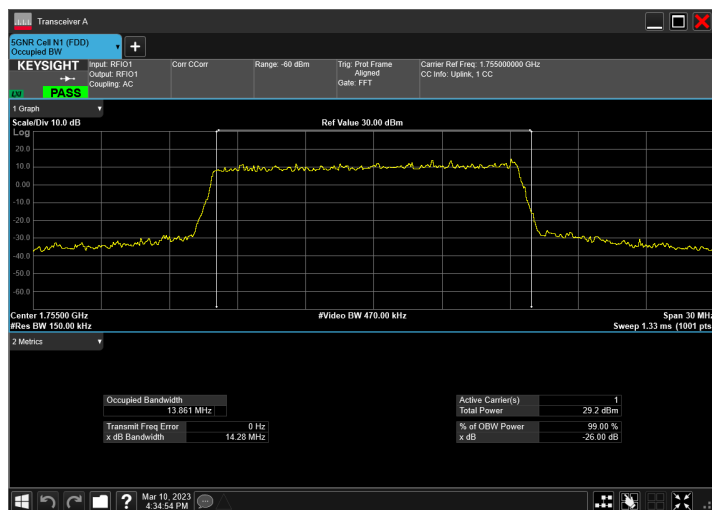 Transceiver A
5GNR Cell N1 (FDD)
Occupied BW
KEYSIGHT
Input: RFIO1
Output: RFIO1
Coupling: AC
Corr CCorr
Range: -60 dBm
Trig: Prot Frame
Aligned
Gate: FFT
Carrier Ref Freq: 1.755000000 GHz
CC Info: Uplink, 1 CC
LXI
PASS
1 Graph
Scale/Div 10.0 dB
Ref Value 30.00 dBm
Log
20.0
10.0
0.00
-10.0
-20.0
-30.0
-40.0
-50.0
-60.0
Center 1.75500 GHz
#Video BW 470.00 kHz
Span 30 MHz
#Res BW 150.00 kHz
Sweep 1.33 ms (1001 pts
2 Metrics
Occupied Bandwidth
13.861 MHz
Transmit Freq Error 0 Hz
x dB Bandwidth 14.28 MHz
Active Carrier(s) 1
Total Power 29.2 dBm
% of OBW Power 99.00 %
x dB -26.00 dB
?
Mar 10, 2023
4:34:54 PM